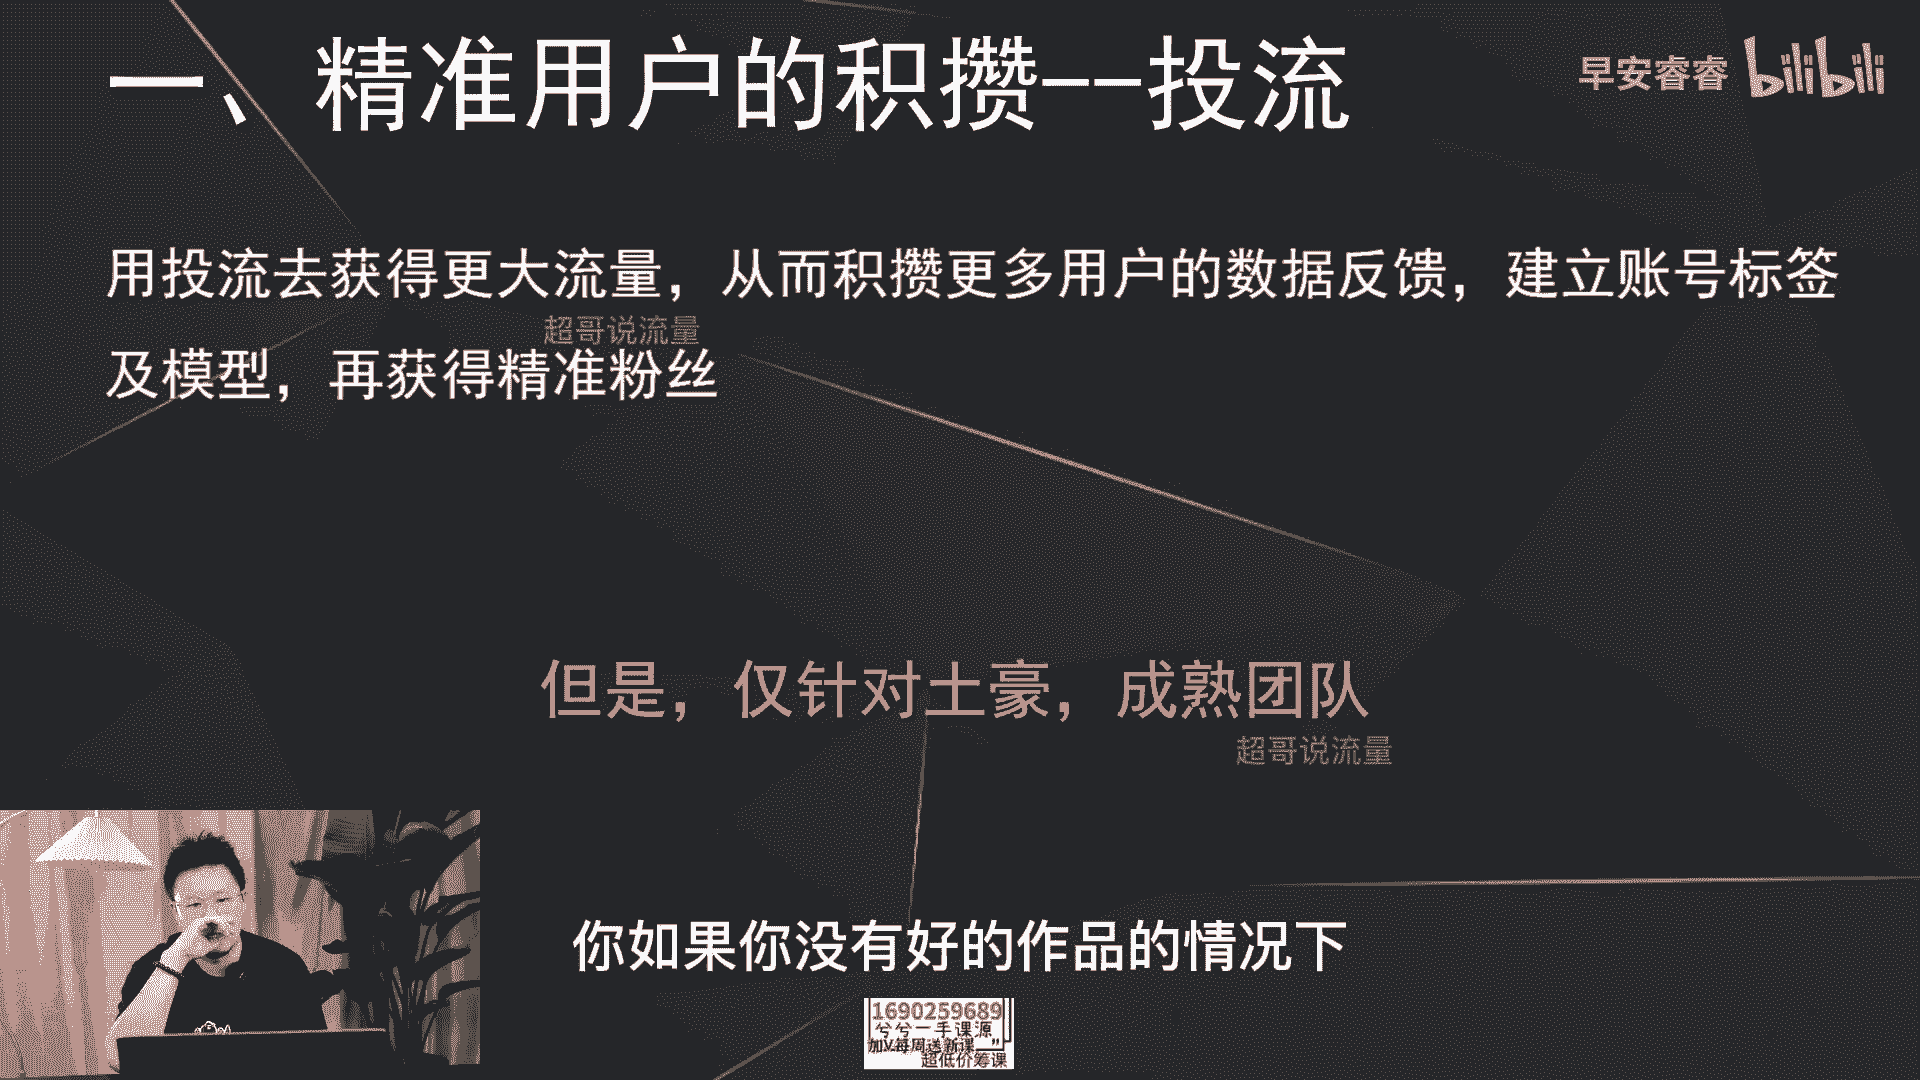 一、精准用户的积攒--投流
早安睿睿 bilibili
用投流去获得更大流量，从而积攒更多用户的数据反馈，建立账号标签
超哥说流量
及模型，再获得精准粉丝
但是，仅针对土豪，成熟团队
超哥说流量
你如果你没有好的作品的情况下
1690259689
兮兮一手课源
加V每周送新课__”
超低价筹课